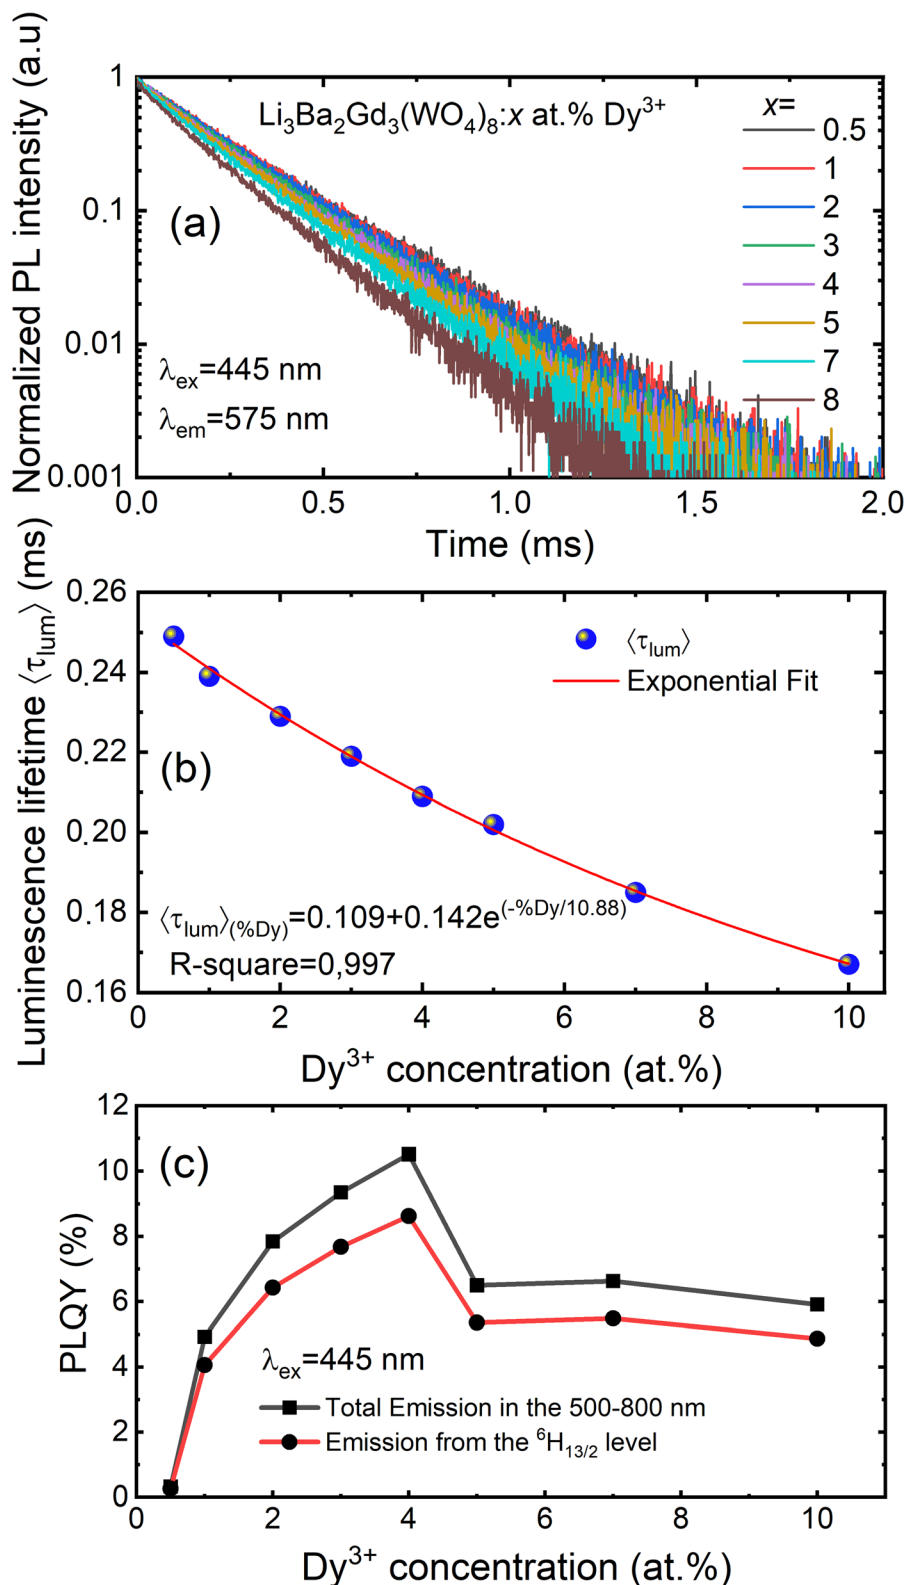 Normalized PL intensity (a.u)
1
0.1
0.01
0.001
Li₃Ba₂Gd₃(WO₄)₈:x at.% Dy³⁺
x=
0.5
1
2
3
4
5
7
8
(a)
λex=445 nm
λem=575 nm
0.0 0.5 1.0 1.5 2.0
Time (ms)
Luminescence lifetime ⟨τlum⟩ (ms)
0.26
0.24
0.22
0.20
0.18
0.16
⟨τlum⟩
Exponential Fit
(b)
⟨τlum⟩(%Dy)=0.109+0.142e(-%Dy/10.88)
R-square=0,997
0 2 4 6 8 10
Dy³⁺ concentration (at.%)
PLQY (%)
12
10
8
6
4
2
0
(c)
λex=445 nm
Total Emission in the 500-800 nm
Emission from the ⁶H₁₃/₂ level
0 2 4 6 8 10
Dy³⁺ concentration (at.%)